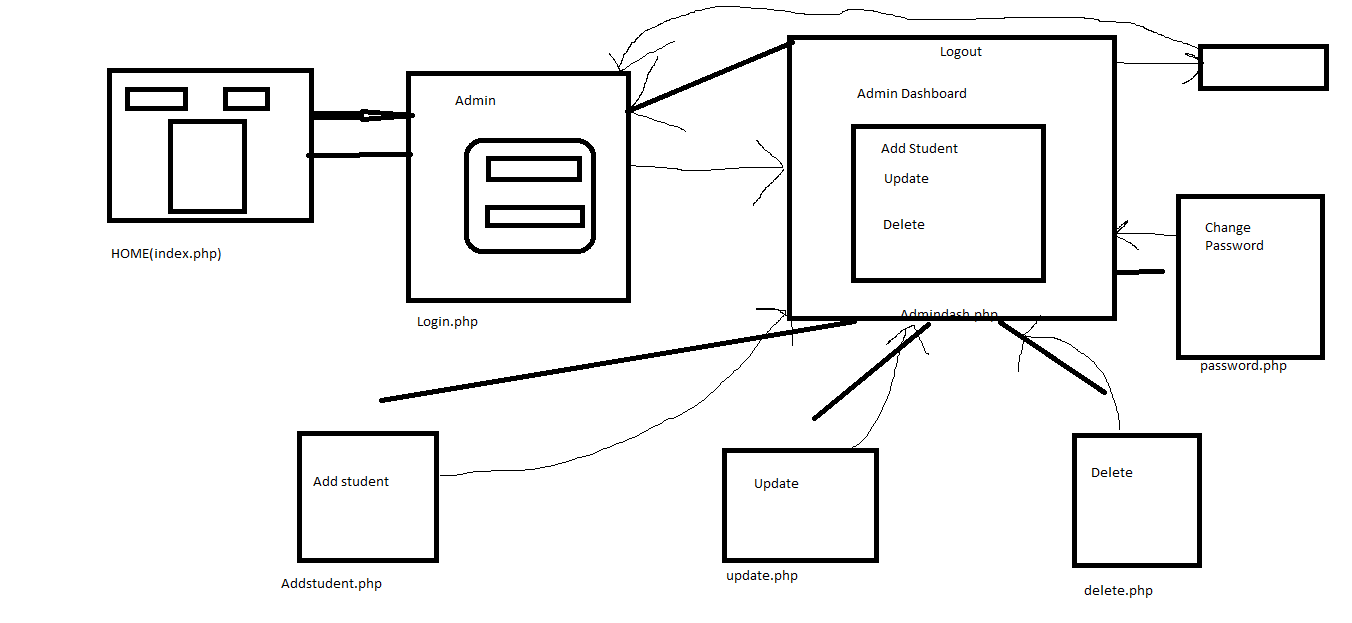 Logout
Admin
Admin Dashboard
Add Student
Update
Delete
Change
Password
HOME(index.php)
Login.php
Admindash.php
password.php
Add student
Update
Delete
Addstudent.php
update.php
delete.php